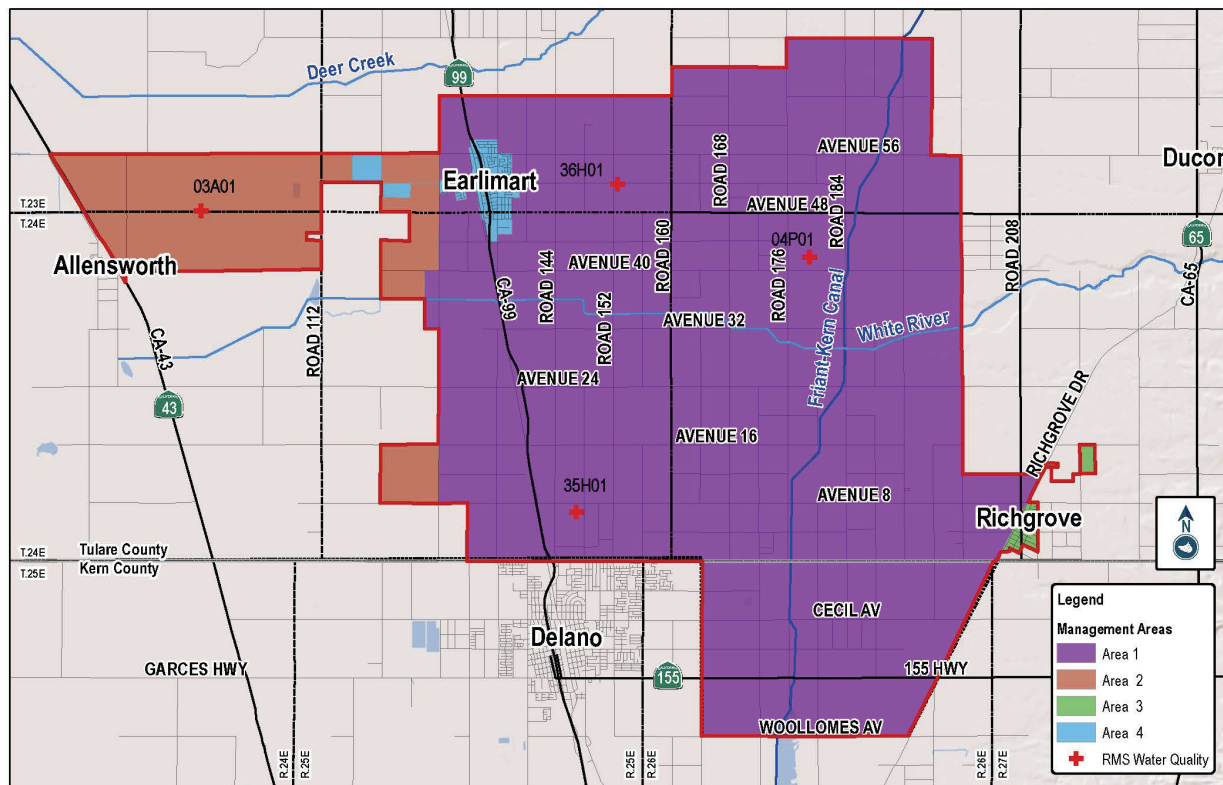 Deer Creek
99
AVENUE 56
ROAD 168
Ducor
36H01
Earlimart
03A01
T.23E
T.24E
AVENUE 48
ROAD 184
04P01
ROAD 208
65
CA-65
Allensworth
AVENUE 40
ROAD 160
ROAD 176
ROAD 144
CA-99
ROAD 152
ROAD 112
CA-43
AVENUE 32
White River
Friant-Kern Canal
AVENUE 24
43
RICHGROVE DR
AVENUE 16
35H01
AVENUE 8
Richgrove
N
T.24E
T.25E
Tulare County
Kern County
CECIL AV
Delano
GARCES HWY
155
155 HWY
WOOLLOMES AV
R.24E
R.25E
R.25E
R.26E
R.26E
R.27E
Legend
Management Areas
Area 1
Area 2
Area 3
Area 4
RMS Water Quality